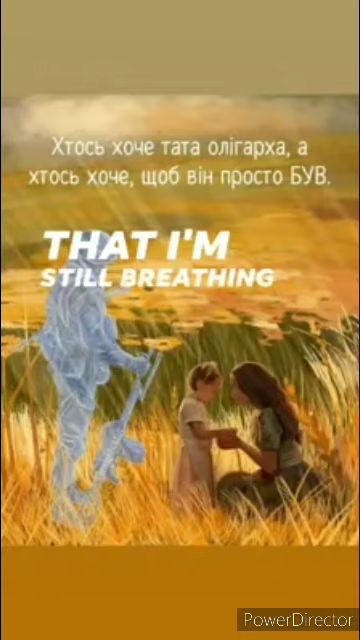 Хтось хоче тата олігарха, а
хтось хоче, щоб він просто БУВ.
THAT I'M
STILL BREATHING
PowerDirector